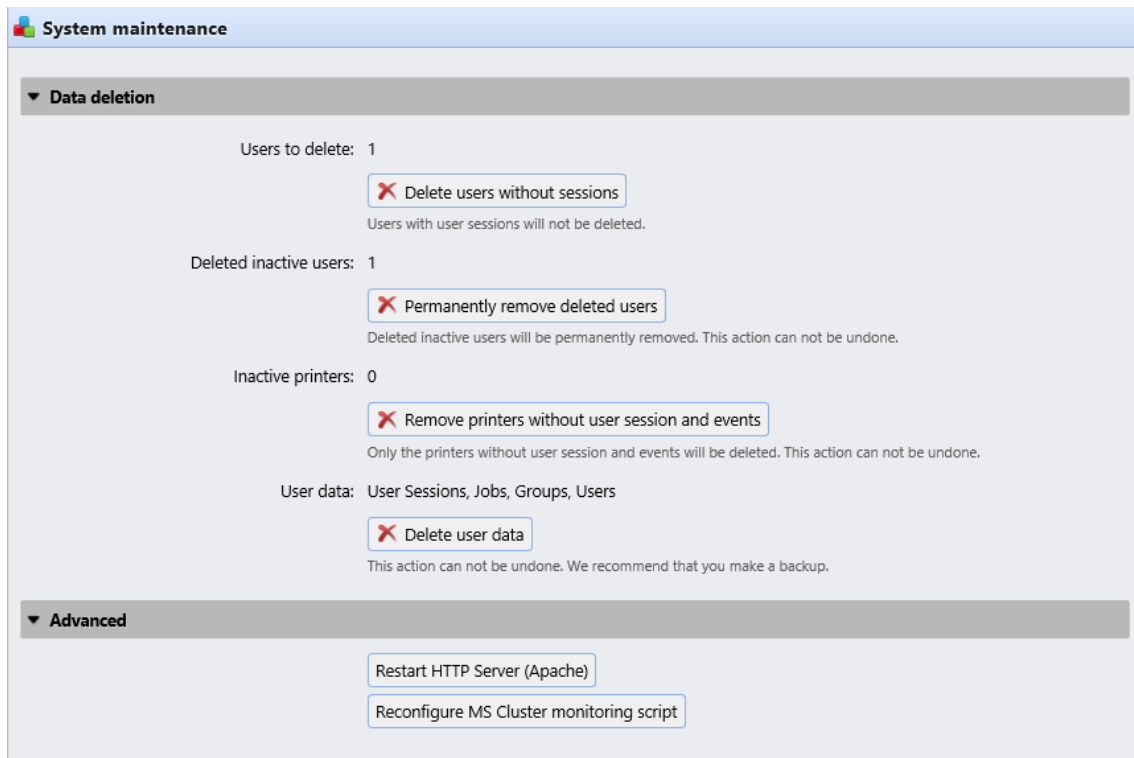 System maintenance
Data deletion
Users to delete: 1
Delete users without sessions
Users with user sessions will not be deleted.
Deleted inactive users: 1
Permanently remove deleted users
Deleted inactive users will be permanently removed. This action can not be undone.
Inactive printers: 0
Remove printers without user session and events
Only the printers without user session and events will be deleted. This action can not be undone.
User data: User Sessions, Jobs, Groups, Users
Delete user data
This action can not be undone. We recommend that you make a backup.
Advanced
Restart HTTP Server (Apache)
Reconfigure MS Cluster monitoring script